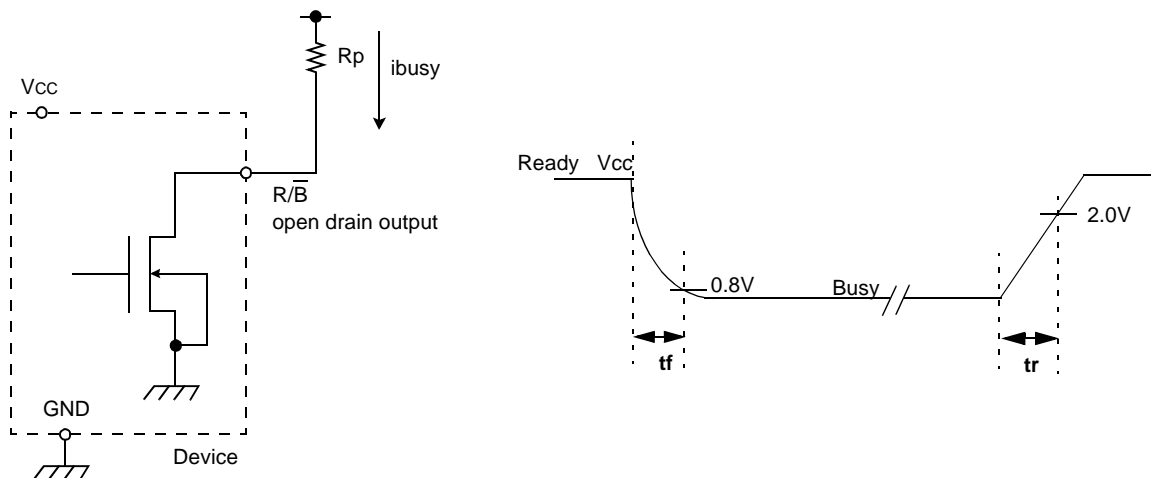 Rp
ibusy
VCC
R/B̅
open drain output
GND
Device
Ready Vcc
2.0V
0.8V
Busy
tf
tr